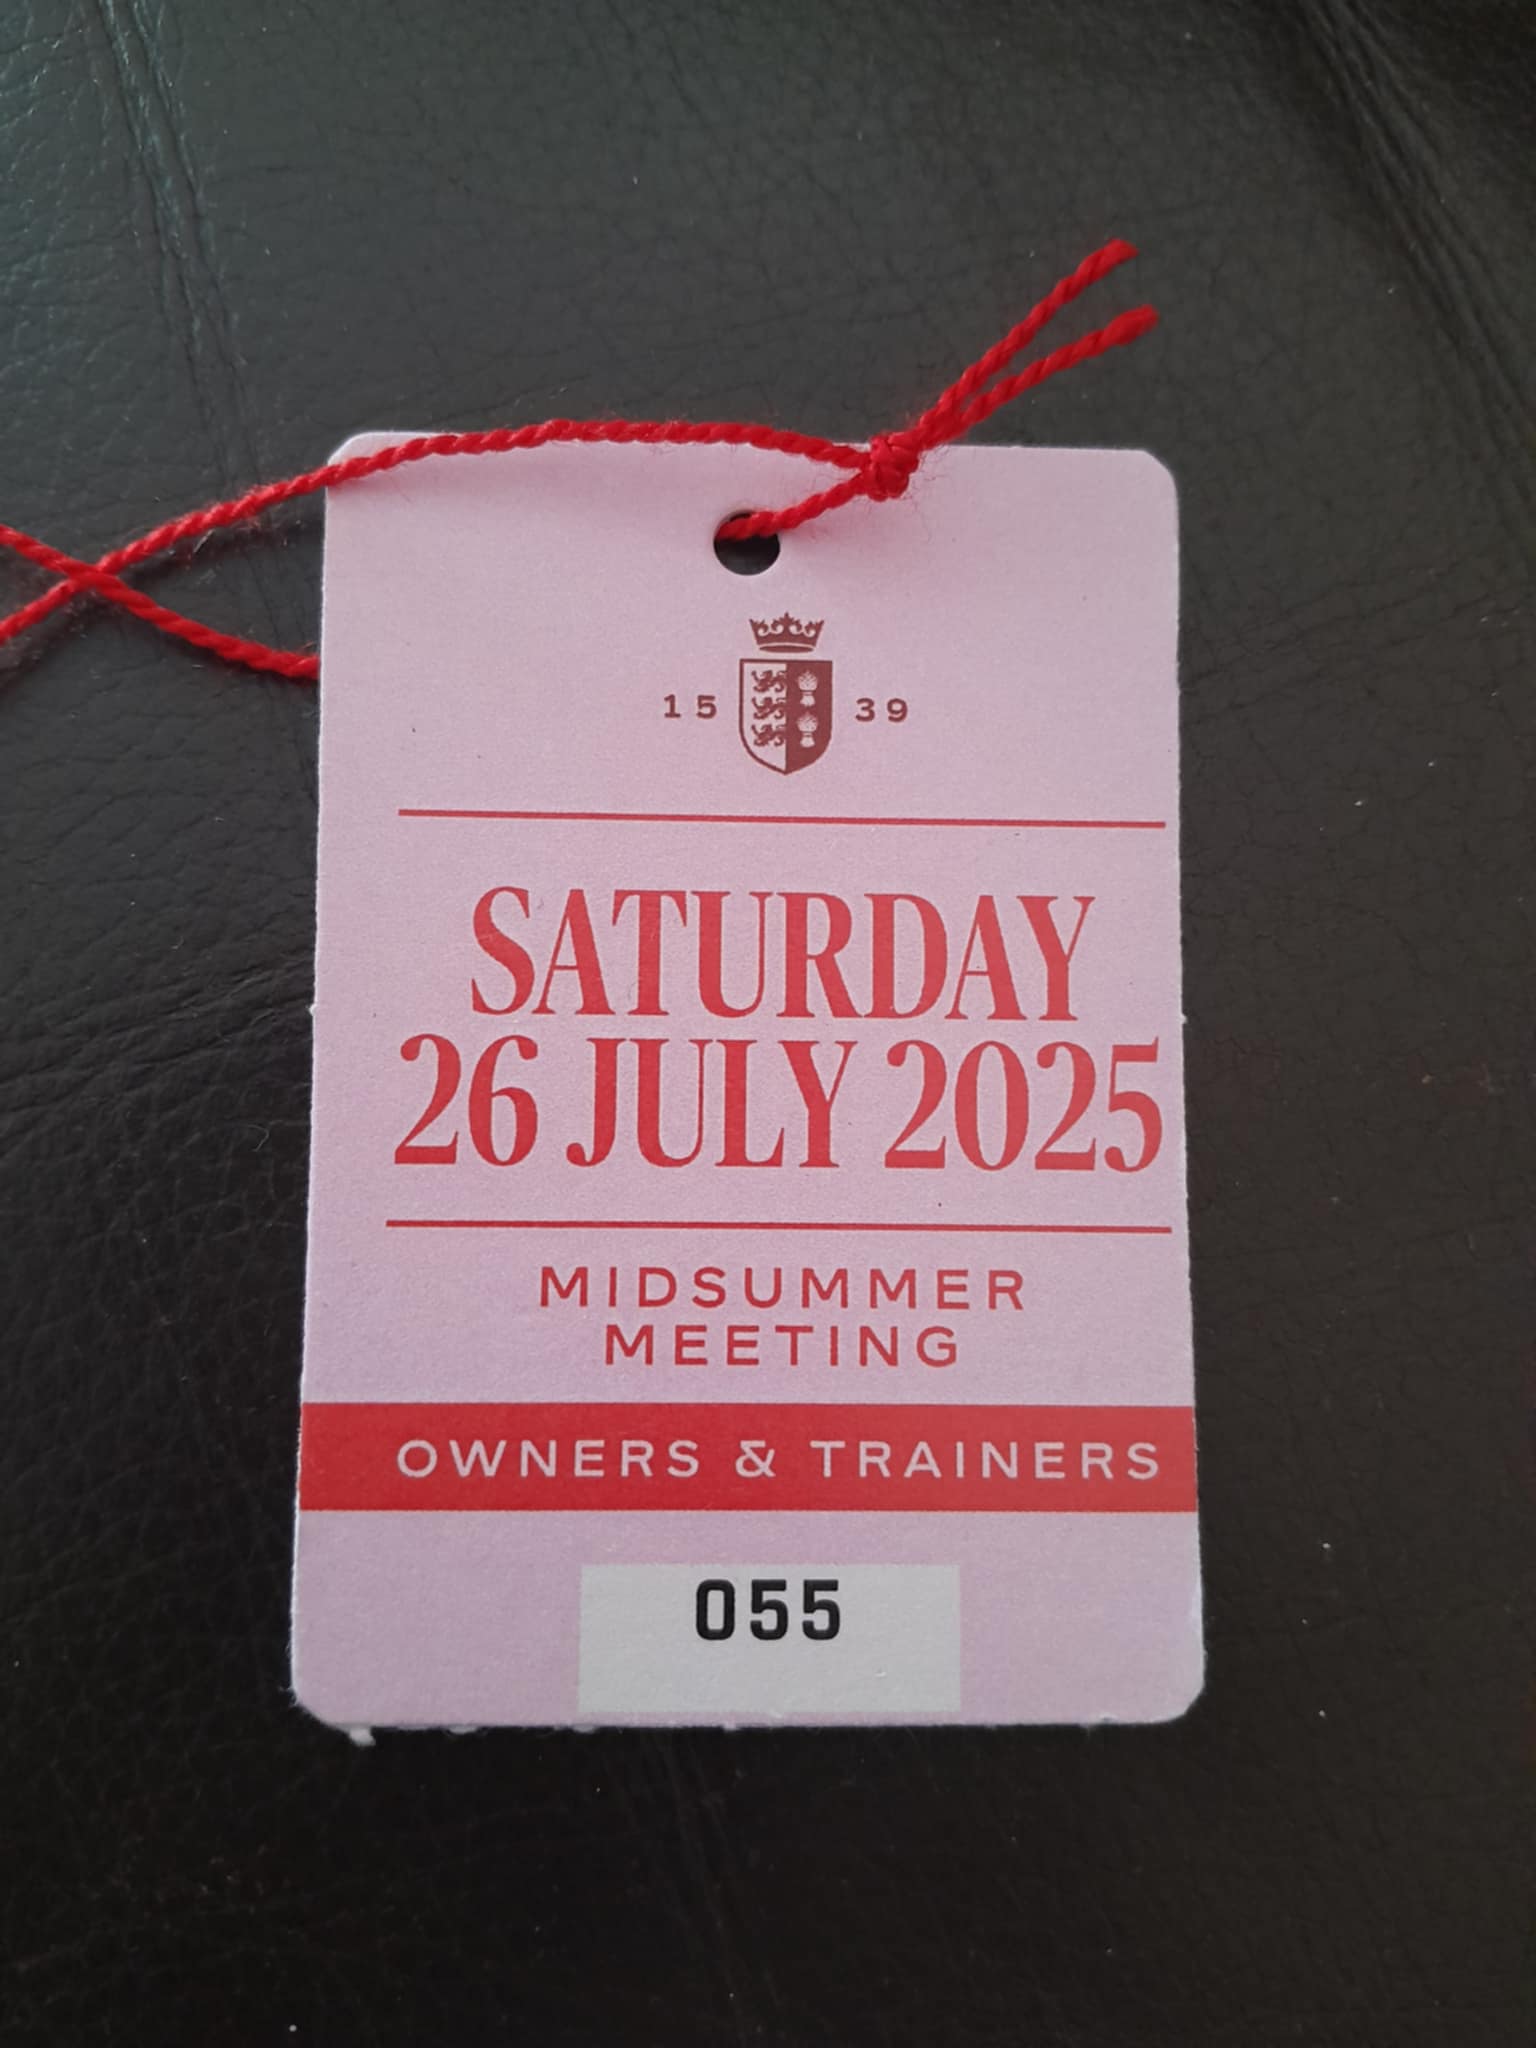 15 39
SATURDAY
26 JULY 2025
MIDSUMMER
MEETING
OWNERS & TRAINERS
055